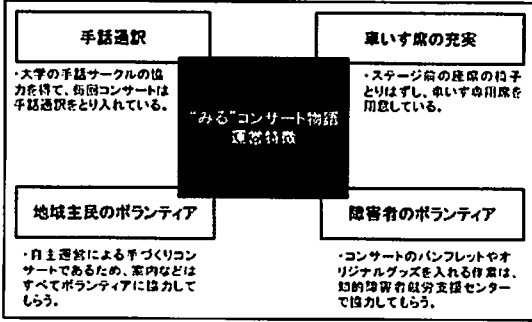 手話通訳
・大学の手話サークルの協
力を得て、毎回コンサートは
手話通訳をとり入れている。
車いす席の充実
・ステージ前の座席の椅子
とりはずし、車いす専用席を
用意している。
“みる”コンサート物語
運営特徴
地域主民のボランティア
・自主運営による手づくりコン
サートであるため、案内などは
すべてボランティアに協力して
もらう。
障害者のボランティア
・コンサートのパンフレットやオ
リジナルグッズを入れる作業は、
知的障害者就労支援センター
で協力してもらう。